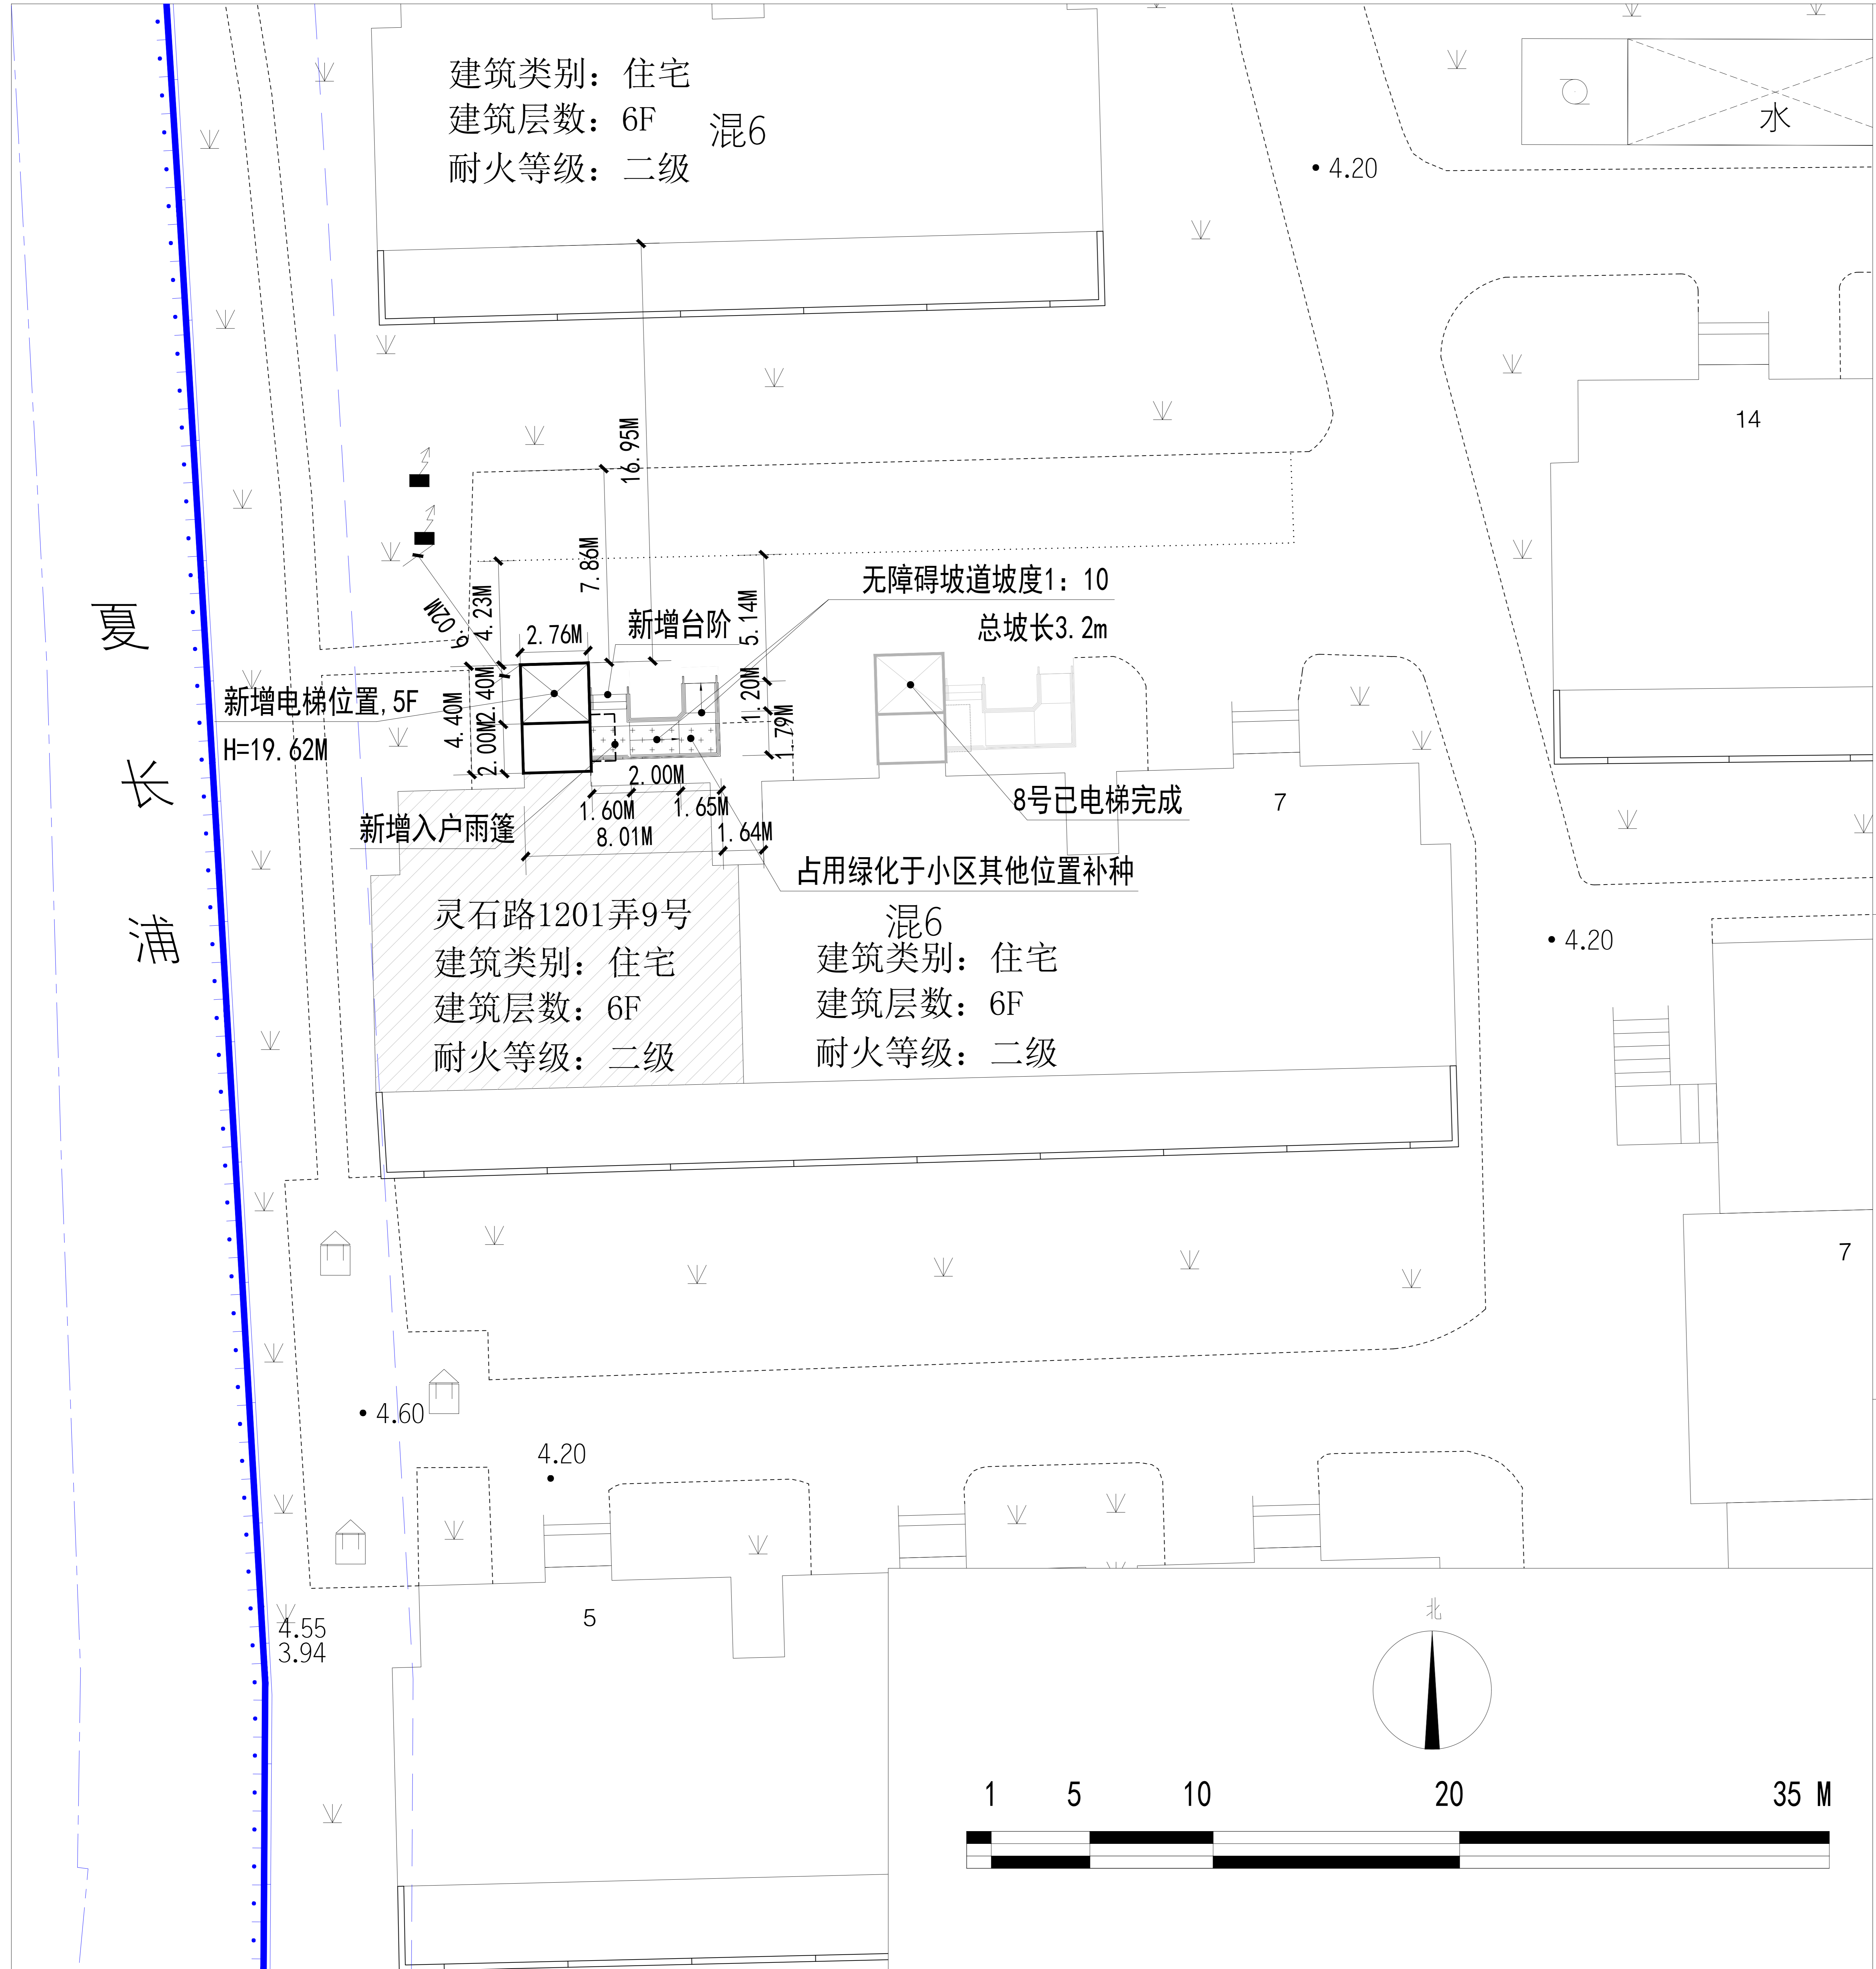 建筑类别：住宅
建筑层数：6F
混6
耐火等级：二级
水
4.20
14
16.95M
7.86M
6.02M
4.23M
2.76M
新增台阶
5.14M
无障碍坡道坡度1：10
总坡长3.2m
夏长浦
新增电梯位置,5F
H=19.62M
4.40M
2.40M
2.00M
1.20M
1.79M
2.00M
1.60M
1.65M
8.01M
1.64M
新增入户雨篷
8号已电梯完成
7
占用绿化于小区其他位置补种
灵石路1201弄9号
建筑类别：住宅
建筑层数：6F
耐火等级：二级
混6
建筑类别：住宅
建筑层数：6F
耐火等级：二级
4.20
7
4.60
4.20
5
4.55
3.94
北
1 5 10 20 35 M